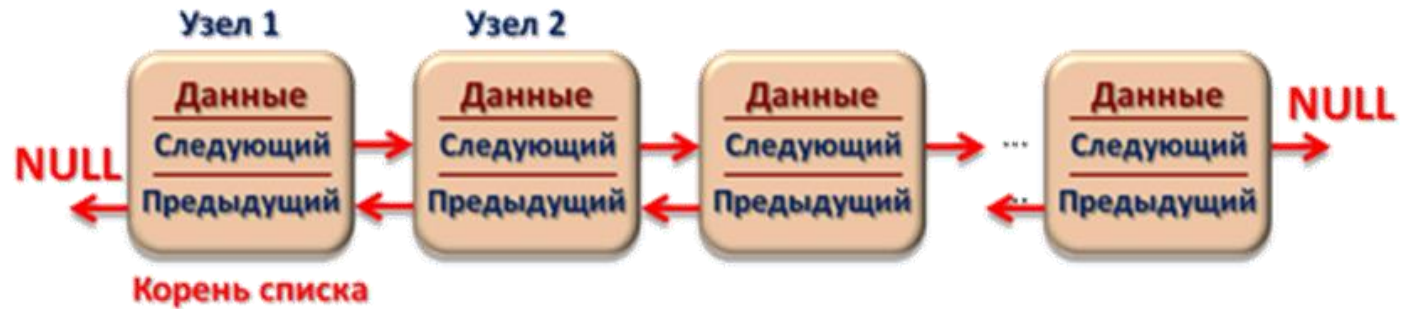 Узел 1 Узел 2
Данные Данные Данные Данные NULL
NULL Следующий Следующий Следующий ... Следующий
Предыдущий Предыдущий Предыдущий .. Предыдущий
Корень списка